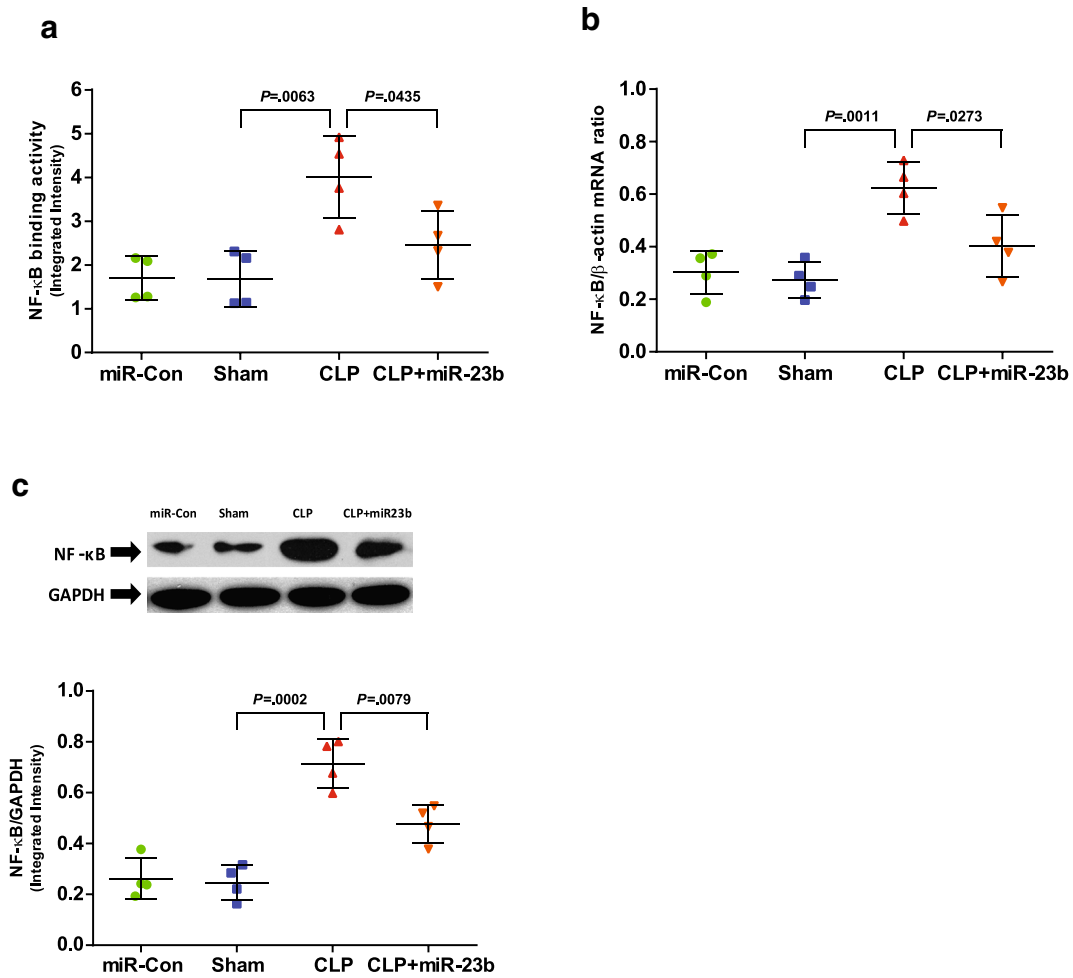 a
NF-κB binding activity
(Integrated Intensity)
6
5
4
3
2
1
0
P=.0063
P=.0435
miR-Con Sham CLP CLP+miR-23b
b
NF-κB/β-actin mRNA ratio
1.0
0.8
0.6
0.4
0.2
0.0
P=.0011
P=.0273
miR-Con Sham CLP CLP+miR-23b
c
miR-Con Sham CLP CLP+miR23b
NF -κB
GAPDH
NF-κB/GAPDH
(Integrated Intensity)
1.0
0.8
0.6
0.4
0.2
0.0
P=.0002
P=.0079
miR-Con Sham CLP CLP+miR-23b